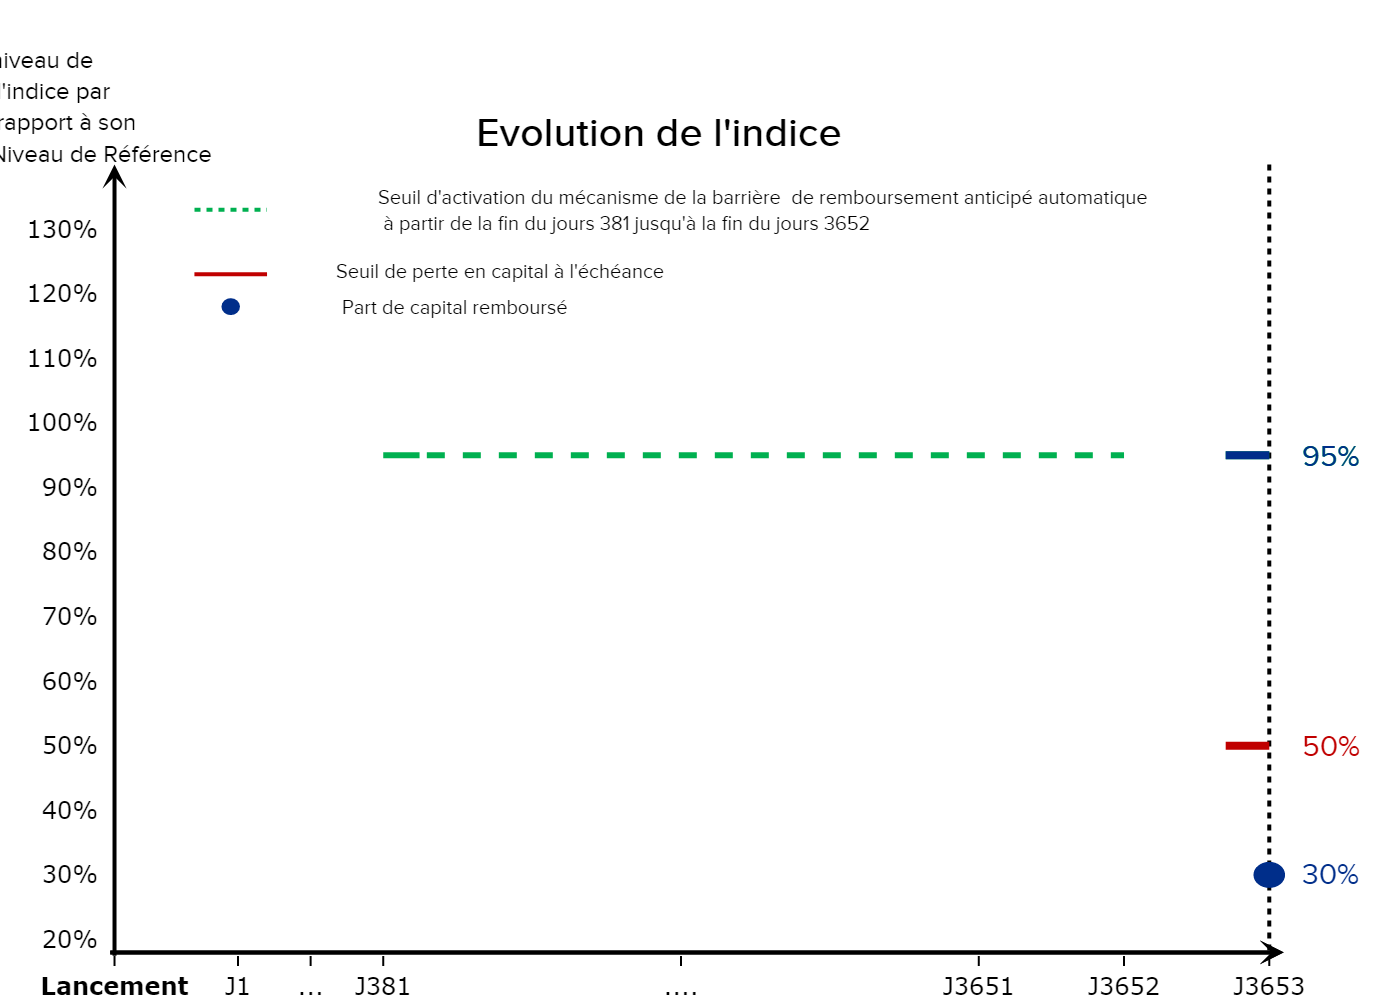 niveau de
l'indice par
rapport à son
Niveau de Référence
Evolution de l'indice
Seuil d'activation du mécanisme de la barrière  de remboursement anticipé automatique
à partir de la fin du jours 381 jusqu'à la fin du jours 3652
Seuil de perte en capital à l'échéance
Part de capital remboursé
130%
120%
110%
100%
90%
80%
70%
60%
50%
40%
30%
20%
95%
50%
30%
Lancement J1 ... J381 .... J3651 J3652 J3653